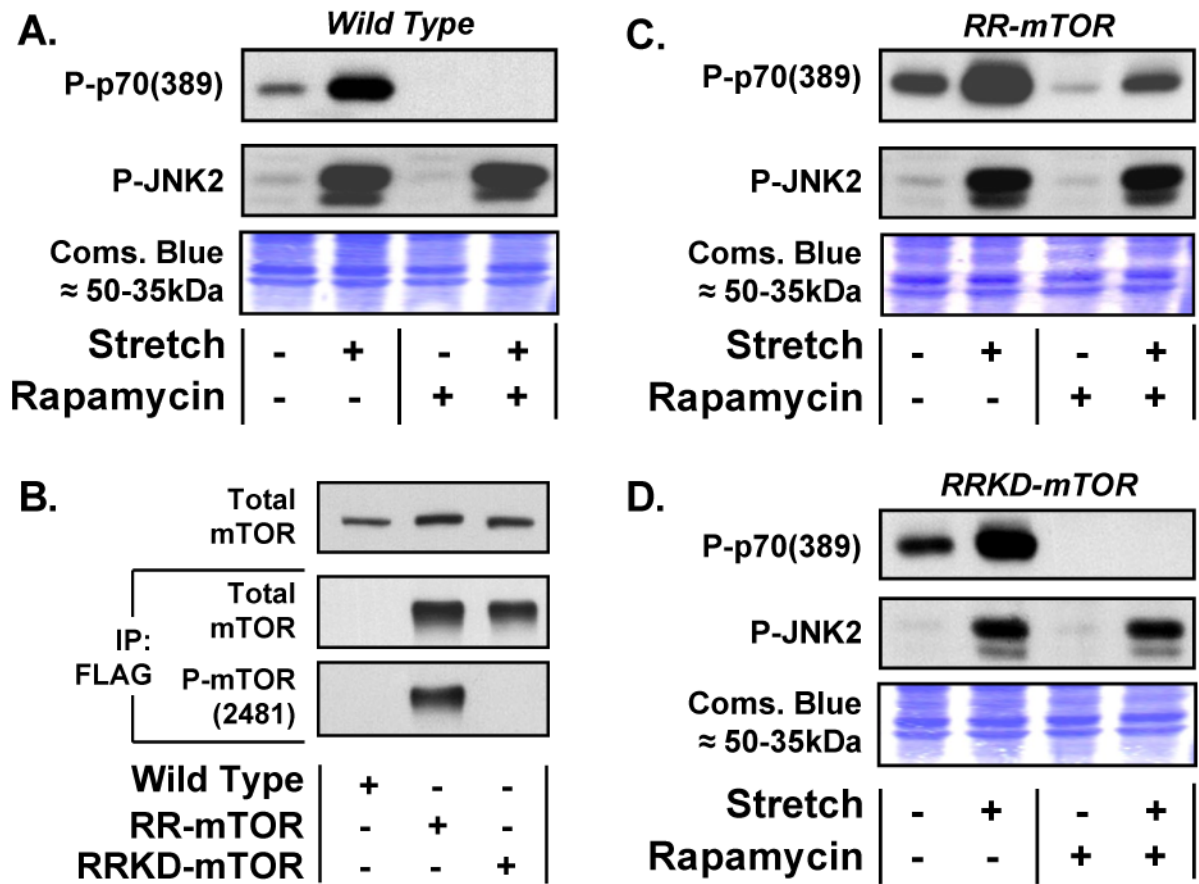 A.
Wild Type
P-p70(389)
P-JNK2
Coms. Blue
≈ 50-35kDa
Stretch - + - +
Rapamycin - - + +
B.
Total
mTOR
IP:
FLAG
Total
mTOR
P-mTOR
(2481)
Wild Type + - -
RR-mTOR - + -
RRKD-mTOR - - +
C.
RR-mTOR
P-p70(389)
P-JNK2
Coms. Blue
≈ 50-35kDa
Stretch - + - +
Rapamycin - - + +
D.
RRKD-mTOR
P-p70(389)
P-JNK2
Coms. Blue
≈ 50-35kDa
Stretch - + - +
Rapamycin - - + +